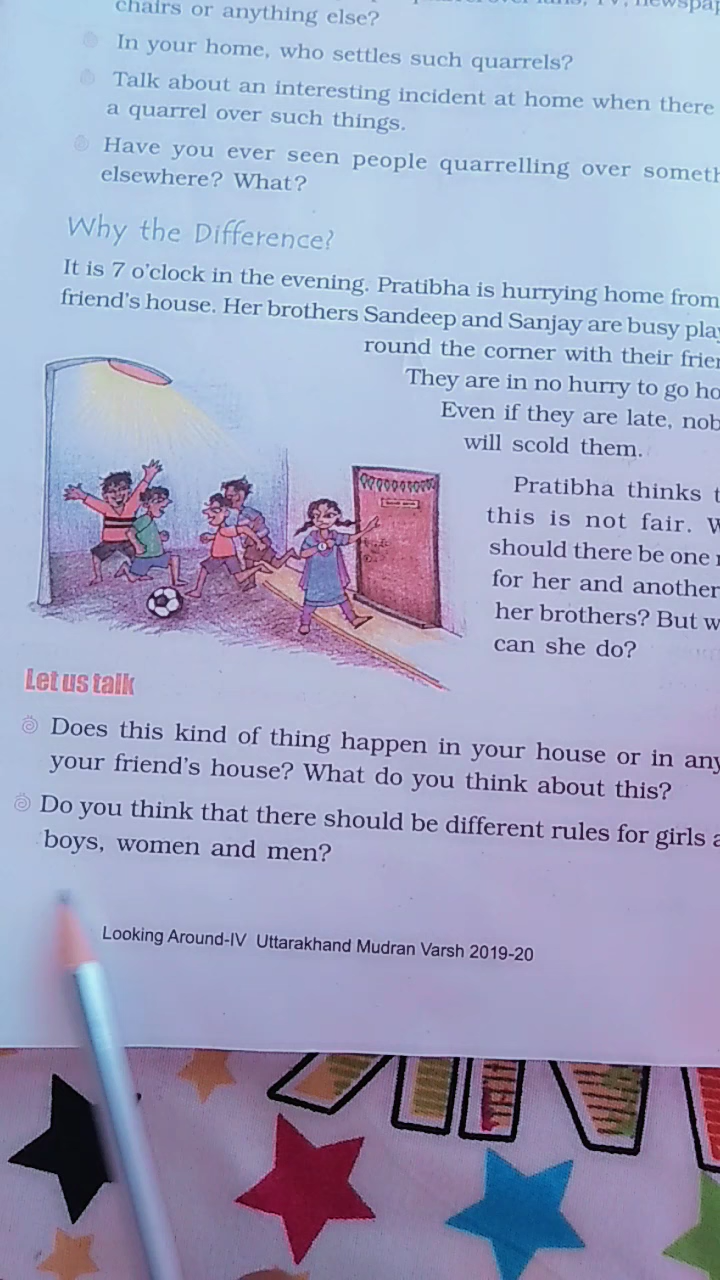 chairs or anything else?
In your home, who settles such quarrels?
Talk about an interesting incident at home when there
a quarrel over such things.
Have you ever seen people quarrelling over someth
elsewhere? What?
Why the Difference?
It is 7 o'clock in the evening. Pratibha is hurrying home from
friend's house. Her brothers Sandeep and Sanjay are busy play
round the corner with their frien
They are in no hurry to go ho
Even if they are late, nob
will scold them.
Pratibha thinks t
this is not fair. W
should there be one r
for her and another
her brothers? But w
can she do?
Let us talk
Does this kind of thing happen in your house or in any
your friend's house? What do you think about this?
Do you think that there should be different rules for girls a
boys, women and men?
Looking Around-IV Uttarakhand Mudran Varsh 2019-20